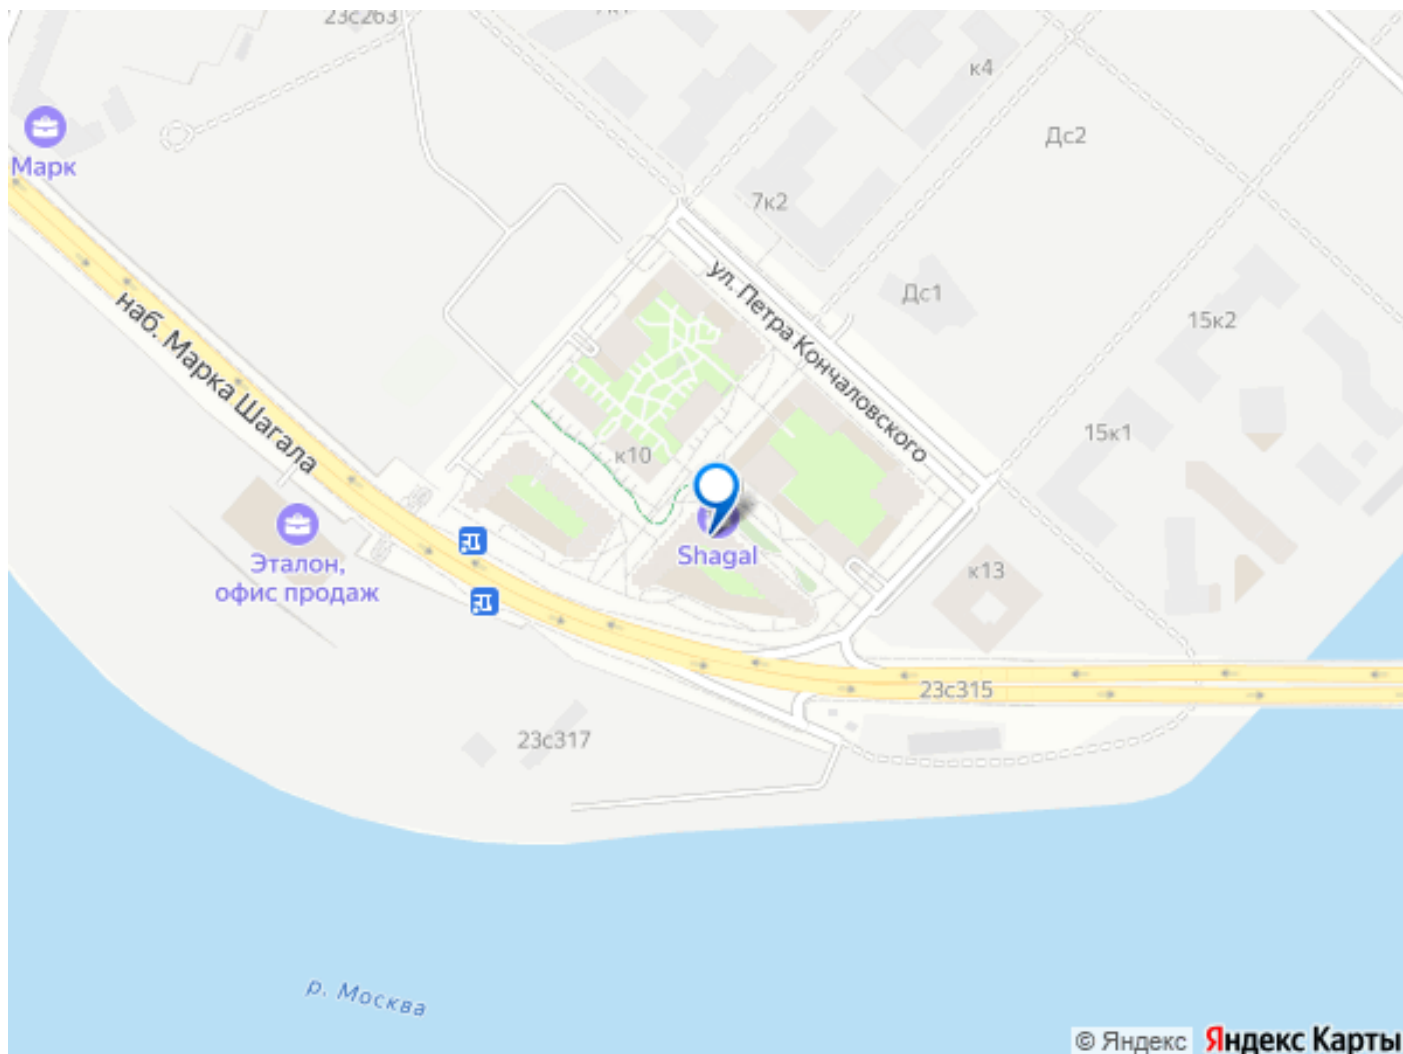 23с263
к4
Марк
Дс2
7к2
ул. Петра Кончаловского
Дс1
15к2
наб. Марка Шагала
15к1
к10
Shagal
Эталон,
офис продаж
к13
23с315
23с317
р. Москва
© Яндекс Яндекс Карты